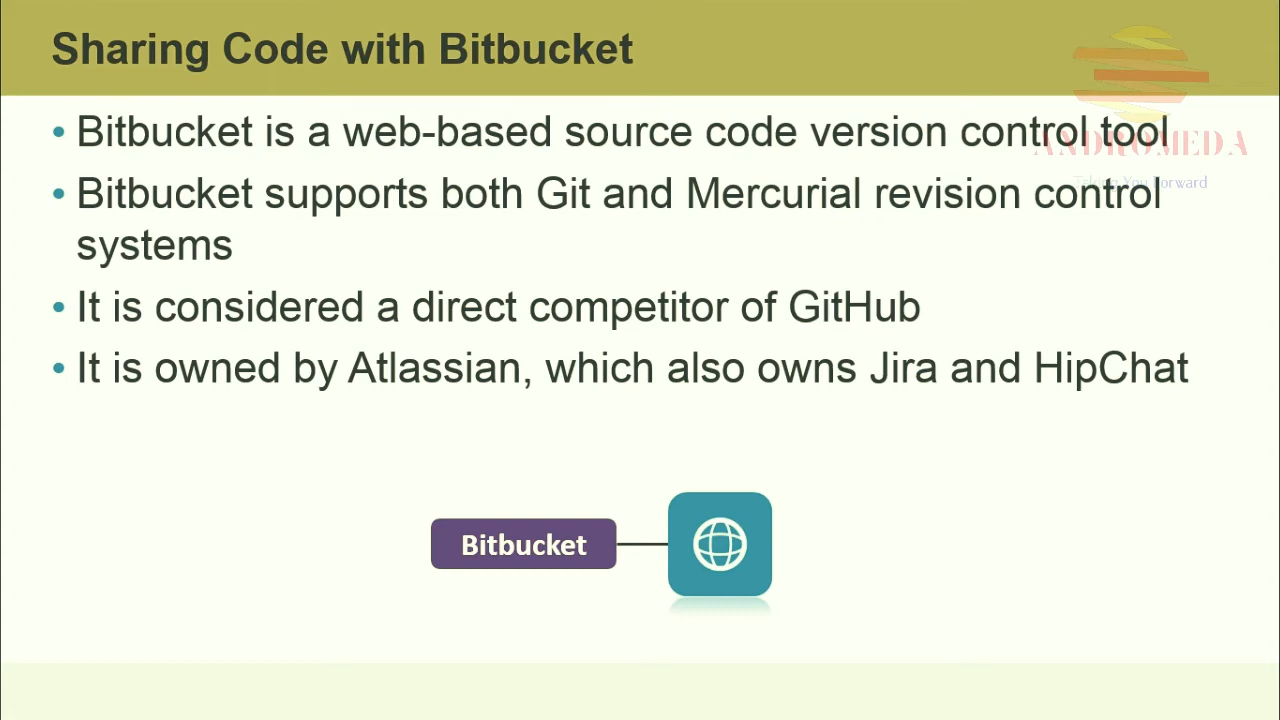 Sharing Code with Bitbucket
• Bitbucket is a web-based source code version control tool
ANDROMEDA
• Bitbucket supports both Git and Mercurial revision control
Taking You Forward
systems
• It is considered a direct competitor of GitHub
• It is owned by Atlassian, which also owns Jira and HipChat
Bitbucket